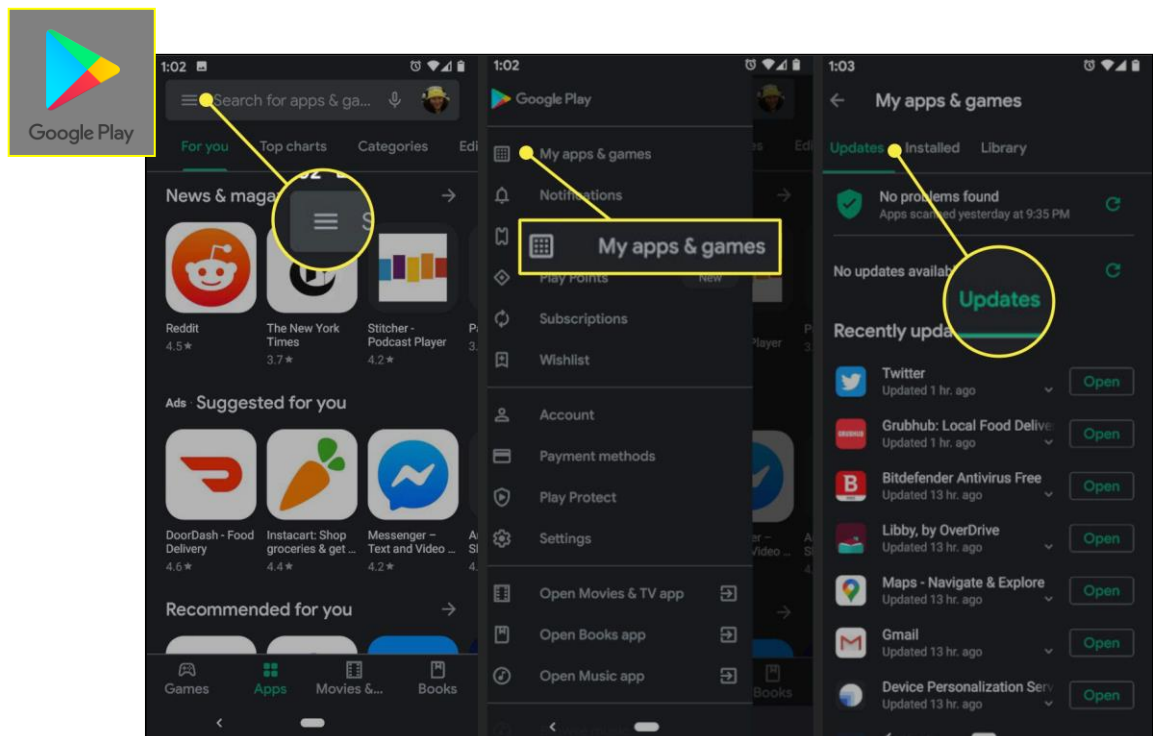 Google Play
1:02
Search for apps & ga...
For you Top charts Categories Edi
News & maga
Reddit
4.5★
The New York
Times
3.7★
Stitcher -
Podcast Player
4.2★
Ads · Suggested for you
DoorDash - Food
Delivery
4.6★
Instacart: Shop
groceries & get ...
4.4★
Messenger –
Text and Video ...
4.2★
Recommended for you
Games Apps Movies &... Books
1:02
Google Play
My apps & games
Notifications
My apps & games
Play Points New
Subscriptions
Wishlist
Account
Payment methods
Play Protect
Settings
Open Movies & TV app
Open Books app
Open Music app
Player
Video ...
Books
1:03
My apps & games
Updates Installed Library
No problems found
Apps scanned yesterday at 9:35 PM
No updates availab
Updates
Recently upda
Twitter
Updated 1 hr. ago
Open
GRUBHUB
Grubhub: Local Food Delive
Updated 1 hr. ago
Open
B
Bitdefender Antivirus Free
Updated 13 hr. ago
Open
Libby, by OverDrive
Updated 13 hr. ago
Open
Maps - Navigate & Explore
Updated 13 hr. ago
Open
Gmail
Updated 13 hr. ago
Open
Device Personalization Serv
Updated 13 hr. ago
Open